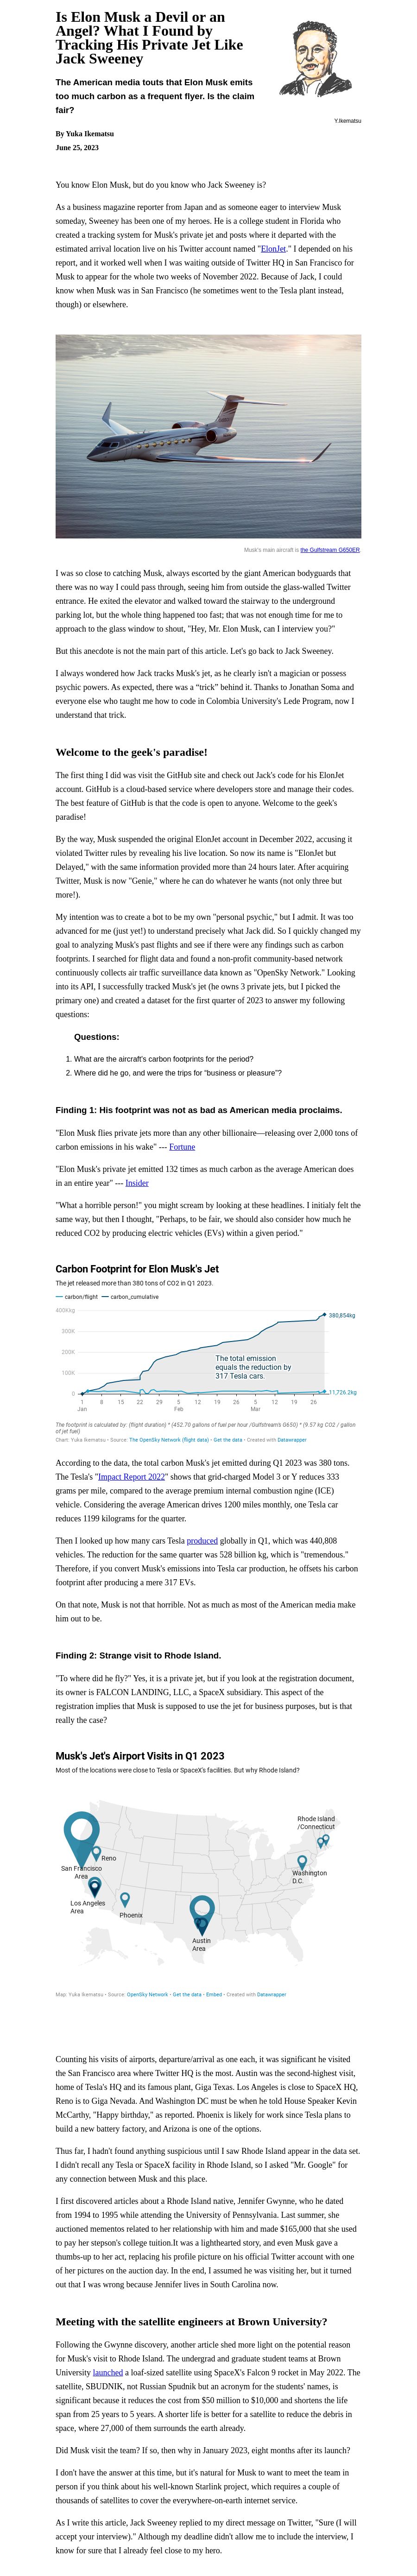 Is Elon Musk a Devil or an
Angel? What I Found by
Tracking His Private Jet Like
Jack Sweeney
The American media touts that Elon Musk emits
too much carbon as a frequent flyer. Is the claim
fair?
Y.Ikematsu
By Yuka Ikematsu
June 25, 2023
You know Elon Musk, but do you know who Jack Sweeney is?
As a business magazine reporter from Japan and as someone eager to interview Musk
someday, Sweeney has been one of my heroes. He is a college student in Florida who
created a tracking system for Musk's private jet and posts where it departed with the
estimated arrival location live on his Twitter account named "ElonJet." I depended on his
report, and it worked well when I was waiting outside of Twitter HQ in San Francisco for
Musk to appear for the whole two weeks of November 2022. Because of Jack, I could
know when Musk was in San Francisco (he sometimes went to the Tesla plant instead,
though) or elsewhere.
Musk's main aircraft is the Gulfstream G650ER.
I was so close to catching Musk, always escorted by the giant American bodyguards that
there was no way I could pass through, seeing him from outside the glass-walled Twitter
entrance. He exited the elevator and walked toward the stairway to the underground
parking lot, but the whole thing happened too fast; that was not enough time for me to
approach to the glass window to shout, "Hey, Mr. Elon Musk, can I interview you?"
But this anecdote is not the main part of this article. Let's go back to Jack Sweeney.
I always wondered how Jack tracks Musk's jet, as he clearly isn't a magician or possess
psychic powers. As expected, there was a “trick” behind it. Thanks to Jonathan Soma and
everyone else who taught me how to code in Colombia University's Lede Program, now I
understand that trick.
Welcome to the geek's paradise!
The first thing I did was visit the GitHub site and check out Jack's code for his ElonJet
account. GitHub is a cloud-based service where developers store and manage their codes.
The best feature of GitHub is that the code is open to anyone. Welcome to the geek's
paradise!
By the way, Musk suspended the original ElonJet account in December 2022, accusing it
violated Twitter rules by revealing his live location. So now its name is "ElonJet but
Delayed," with the same information provided more than 24 hours later. After acquiring
Twitter, Musk is now "Genie," where he can do whatever he wants (not only three but
more!).
My intention was to create a bot to be my own "personal psychic," but I admit. It was too
advanced for me (just yet!) to understand precisely what Jack did. So I quickly changed my
goal to analyzing Musk's past flights and see if there were any findings such as carbon
footprints. I searched for flight data and found a non-profit community-based network
continuously collects air traffic surveillance data known as "OpenSky Network." Looking
into its API, I successfully tracked Musk's jet (he owns 3 private jets, but I picked the
primary one) and created a dataset for the first quarter of 2023 to answer my following
questions:
Questions:
1. What are the aircraft's carbon footprints for the period?
2. Where did he go, and were the trips for “business or pleasure”?
Finding 1: His footprint was not as bad as American media proclaims.
"Elon Musk flies private jets more than any other billionaire—releasing over 2,000 tons of
carbon emissions in his wake" --- Fortune
"Elon Musk's private jet emitted 132 times as much carbon as the average American does
in an entire year" --- Insider
"What a horrible person!" you might scream by looking at these headlines. I initialy felt the
same way, but then I thought, "Perhaps, to be fair, we should also consider how much he
reduced CO2 by producing electric vehicles (EVs) within a given period."
Carbon Footprint for Elon Musk's Jet
The jet released more than 380 tons of CO2 in Q1 2023.
carbon/flight carbon_cumulative
400Kkg
380,854kg
300K
200K
The total emission
equals the reduction by
317 Tesla cars.
100K
0
11,726.2kg
1 8 15 22 29 5 12 19 26 5 12 19 26
Jan Feb Mar
The footprint is calculated by: (flight duration) * (452.70 gallons of fuel per hour /Gulfstream's G650) * (9.57 kg CO2 / gallon
of jet fuel)
Chart: Yuka Ikematsu • Source: The OpenSky Network (flight data) • Get the data • Created with Datawrapper
According to the data, the total carbon Musk's jet emitted during Q1 2023 was 380 tons.
The Tesla's "Impact Report 2022" shows that grid-charged Model 3 or Y reduces 333
grams per mile, compared to the average premium internal combustion ngine (ICE)
vehicle. Considering the average American drives 1200 miles monthly, one Tesla car
reduces 1199 kilograms for the quarter.
Then I looked up how many cars Tesla produced globally in Q1, which was 440,808
vehicles. The reduction for the same quarter was 528 billion kg, which is "tremendous."
Therefore, if you convert Musk's emissions into Tesla car production, he offsets his carbon
footprint after producing a mere 317 EVs.
On that note, Musk is not that horrible. Not as much as most of the American media make
him out to be.
Finding 2: Strange visit to Rhode Island.
"To where did he fly?" Yes, it is a private jet, but if you look at the registration document,
its owner is FALCON LANDING, LLC, a SpaceX subsidiary. This aspect of the
registration implies that Musk is supposed to use the jet for business purposes, but is that
really the case?
Musk's Jet's Airport Visits in Q1 2023
Most of the locations were close to Tesla or SpaceX's facilities. But why Rhode Island?
Rhode Island
/Connecticut
Reno
San Francisco
Area
Washington
D.C.
Los Angeles
Area
Phoenix
Austin
Area
Map: Yuka Ikematsu • Source: OpenSky Network • Get the data • Embed • Created with Datawrapper
Counting his visits of airports, departure/arrival as one each, it was significant he visited
the San Francisco area where Twitter HQ is the most. Austin was the second-highest visit,
home of Tesla's HQ and its famous plant, Giga Texas. Los Angeles is close to SpaceX HQ,
Reno is to Giga Nevada. And Washington DC must be when he told House Speaker Kevin
McCarthy, "Happy birthday," as reported. Phoenix is likely for work since Tesla plans to
build a new battery factory, and Arizona is one of the options.
Thus far, I hadn't found anything suspicious until I saw Rhode Island appear in the data set.
I didn't recall any Tesla or SpaceX facility in Rhode Island, so I asked "Mr. Google" for
any connection between Musk and this place.
I first discovered articles about a Rhode Island native, Jennifer Gwynne, who he dated
from 1994 to 1995 while attending the University of Pennsylvania. Last summer, she
auctioned mementos related to her relationship with him and made $165,000 that she used
to pay her stepson's college tuition.It was a lighthearted story, and even Musk gave a
thumbs-up to her act, replacing his profile picture on his official Twitter account with one
of her pictures on the auction day. In the end, I assumed he was visiting her, but it turned
out that I was wrong because Jennifer lives in South Carolina now.
Meeting with the satellite engineers at Brown University?
Following the Gwynne discovery, another article shed more light on the potential reason
for Musk's visit to Rhode Island. The undergrad and graduate student teams at Brown
University launched a loaf-sized satellite using SpaceX's Falcon 9 rocket in May 2022. The
satellite, SBUDNIK, not Russian Spudnik but an acronym for the students' names, is
significant because it reduces the cost from $50 million to $10,000 and shortens the life
span from 25 years to 5 years. A shorter life is better for a satellite to reduce the debris in
space, where 27,000 of them surrounds the earth already.
Did Musk visit the team? If so, then why in January 2023, eight months after its launch?
I don't have the answer at this time, but it's natural for Musk to want to meet the team in
person if you think about his well-known Starlink project, which requires a couple of
thousands of satellites to cover the everywhere-on-earth internet service.
As I write this article, Jack Sweeney replied to my direct message on Twitter, "Sure (I will
accept your interview)." Although my deadline didn't allow me to include the interview, I
know for sure that I already feel close to my hero.